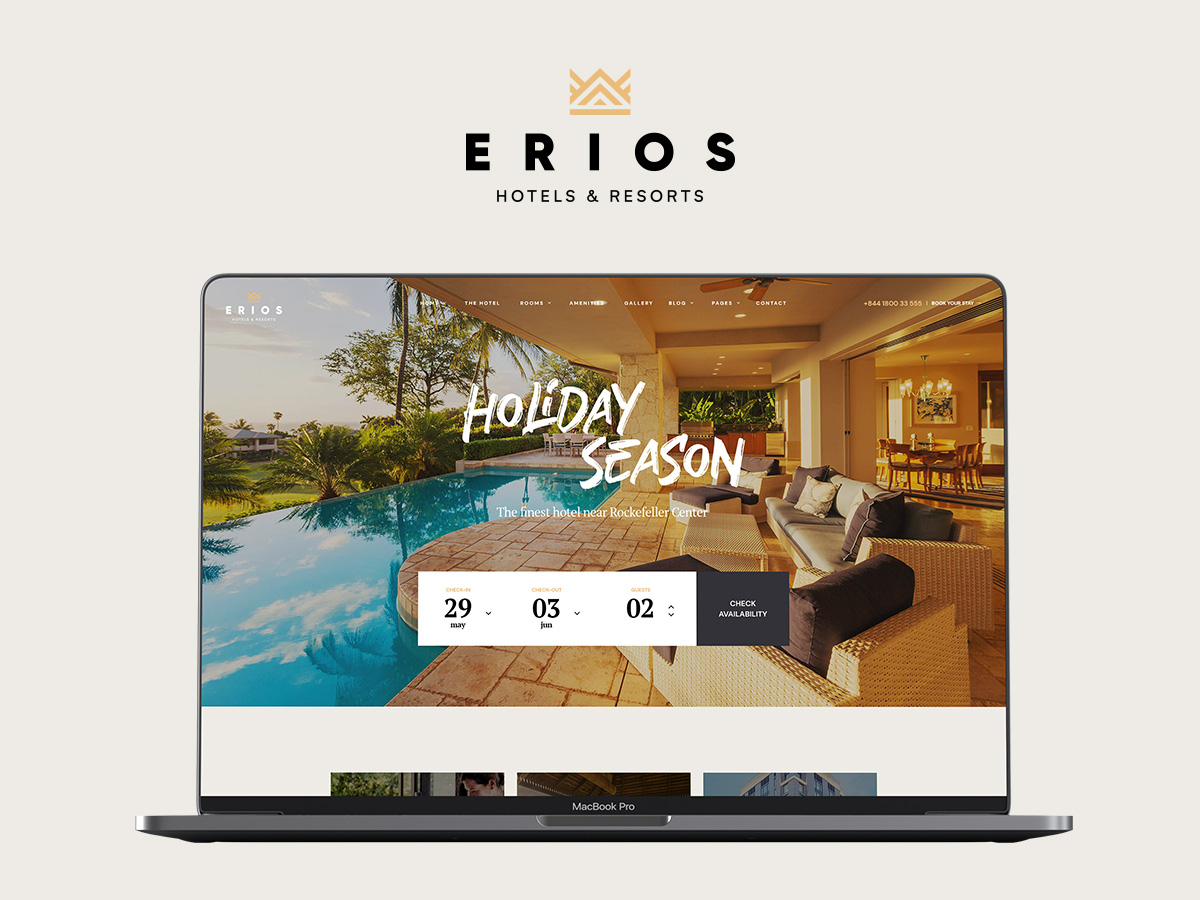 ERIOS
HOTELS & RESORTS
ERIOS
HOTELS & RESORTS
HOME THE HOTEL ROOMS AMENITIES GALLERY BLOG PAGES CONTACT
+844 1800 33 555 | BOOK YOUR STAY
HOLiDAY
SEASON
The finest hotel near Rockefeller Center
CHECK-IN CHECK-OUT GUESTS
29 03 02
may jun
CHECK
AVAILABILITY
MacBook Pro